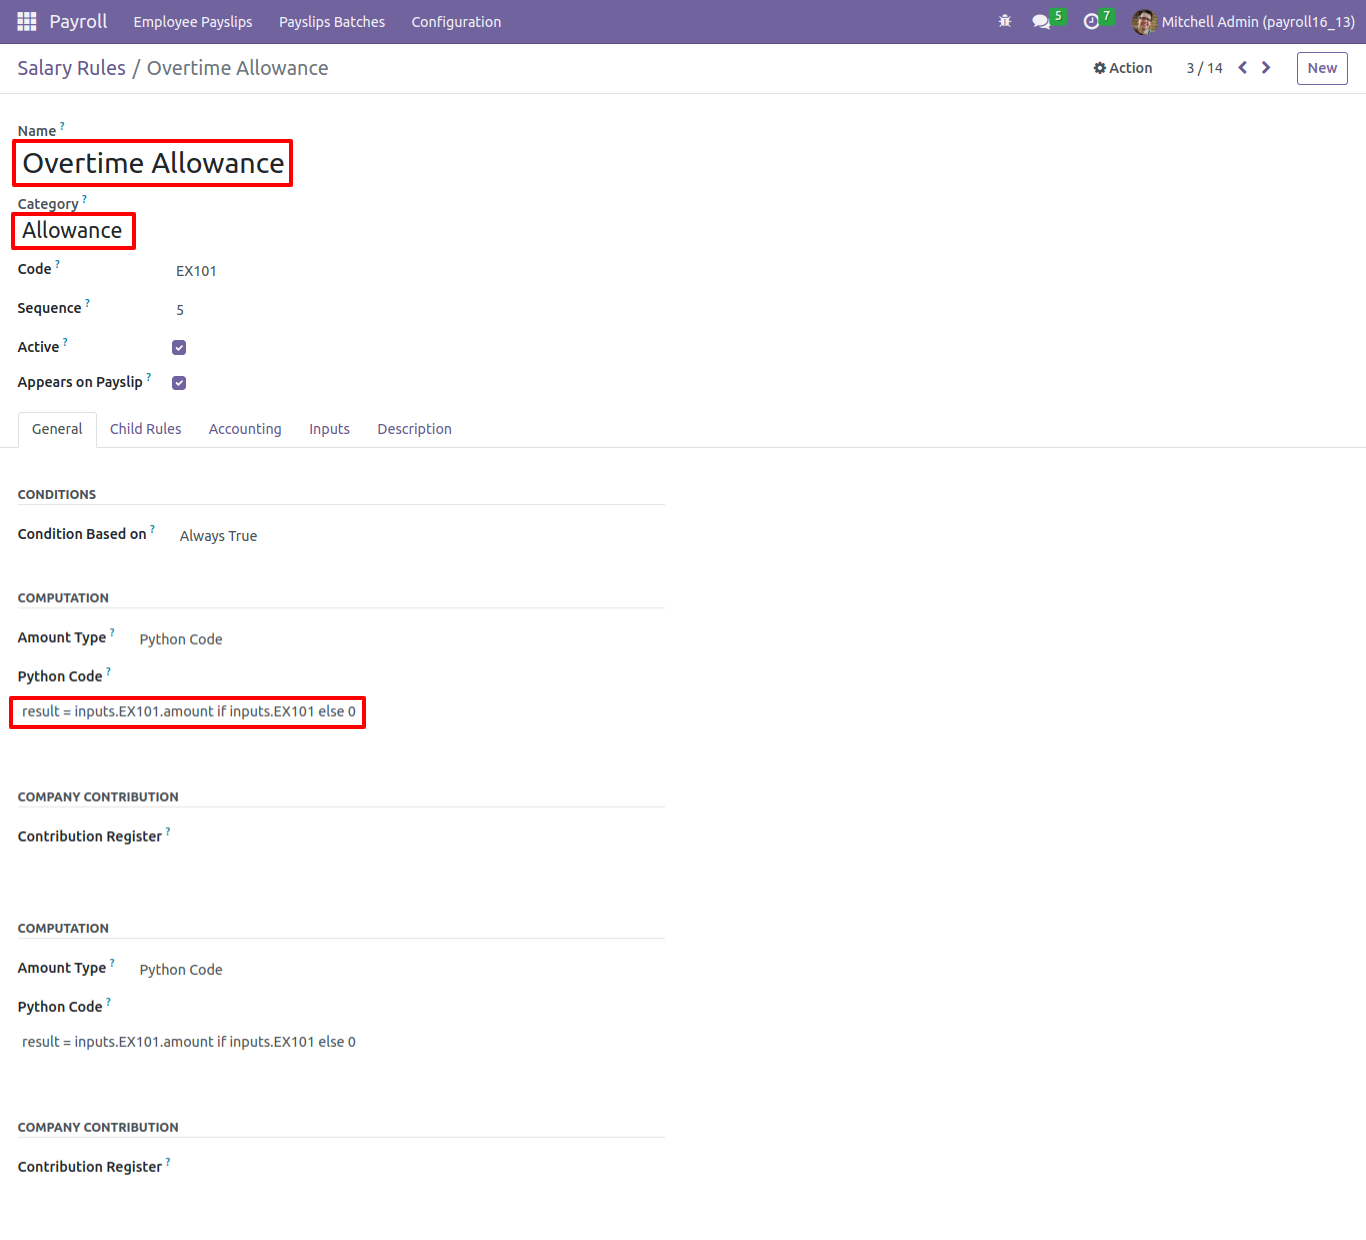 Payroll Employee Payslips Payslips Batches Configuration 5 7 Mitchell Admin (payroll16_13)
Salary Rules / Overtime Allowance Action 3 / 14 New
Name ?
Overtime Allowance
Category ?
Allowance
Code ? EX101
Sequence ? 5
Active ?
Appears on Payslip ?
General Child Rules Accounting Inputs Description
CONDITIONS
Condition Based on ? Always True
COMPUTATION
Amount Type ? Python Code
Python Code ?
result = inputs.EX101.amount if inputs.EX101 else 0
COMPANY CONTRIBUTION
Contribution Register ?
COMPUTATION
Amount Type ? Python Code
Python Code ?
result = inputs.EX101.amount if inputs.EX101 else 0
COMPANY CONTRIBUTION
Contribution Register ?